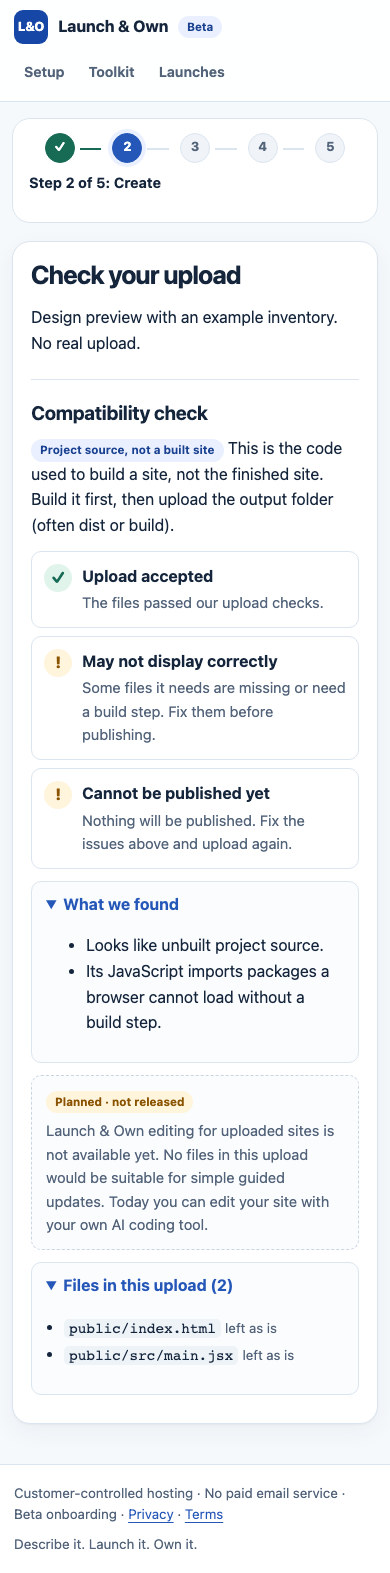 L&O Launch & Own Beta
Setup Toolkit Launches
2 3 4 5
Step 2 of 5: Create
Check your upload
Design preview with an example inventory.
No real upload.
Compatibility check
Project source, not a built site This is the code
used to build a site, not the finished site.
Build it first, then upload the output folder
(often dist or build).
Upload accepted
The files passed our upload checks.
! May not display correctly
Some files it needs are missing or need
a build step. Fix them before
publishing.
! Cannot be published yet
Nothing will be published. Fix the
issues above and upload again.
▼ What we found
• Looks like unbuilt project source.
• Its JavaScript imports packages a
browser cannot load without a
build step.
Planned · not released
Launch & Own editing for uploaded sites is
not available yet. No files in this upload
would be suitable for simple guided
updates. Today you can edit your site with
your own AI coding tool.
▼ Files in this upload (2)
• public/index.html left as is
• public/src/main.jsx left as is
Customer-controlled hosting · No paid email service ·
Beta onboarding · Privacy · Terms
Describe it. Launch it. Own it.